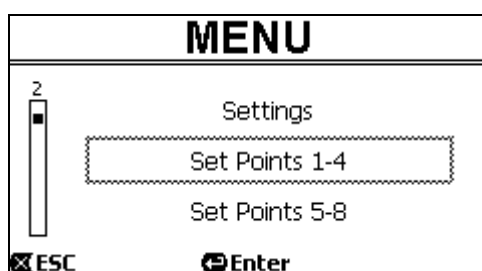 MENU
2
Settings
Set Points 1-4
Set Points 5-8
ESC Enter